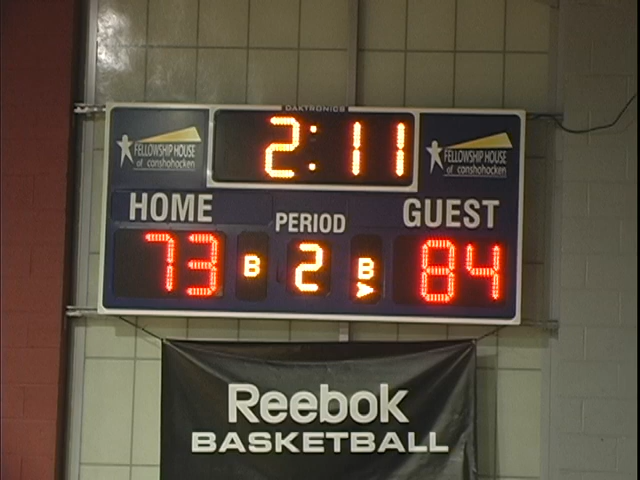 DAKTRONICS
2:11
FELLOWSHIP HOUSE
of conshohocken
FELLOWSHIP HOUSE
of conshohocken
HOME
PERIOD
GUEST
73
B
2
B
84
Reebok
BASKETBALL